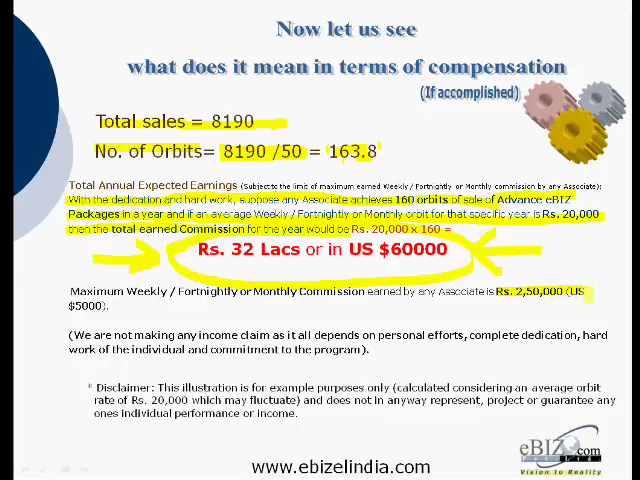 Now let us see
what does it mean in terms of compensation
(If accomplished)
Total sales = 8190
No. of Orbits= 8190 /50 = 163.8
Total Annual Expected Earnings (Subject to the limit of maximum earned Weekly / Fortnightly or Monthly commission by any Associate):
With the dedication and hard work, suppose any Associate achieves 160 orbits of sale of Advance eBIZ
Packages in a year and if an average Weekly / Fortnightly or Monthly orbit for that specific year is Rs. 20,000
then the total earned Commission for the year would be Rs. 20,000 x 160 =
Rs. 32 Lacs or in US $60000
Maximum Weekly / Fortnightly or Monthly Commission earned by any Associate is Rs. 2,50,000 (US
$5000).
(We are not making any income claim as it all depends on personal efforts, complete dedication, hard
work of the individual and commitment to the program).
* Disclaimer: This illustration is for example purposes only (calculated considering an average orbit
rate of Rs. 20,000 which may fluctuate) and does not in anyway represent, project or guarantee any
ones individual performance or income.
eBIZ.com
Pvt. Ltd.
Vision to Reality
www.ebizelindia.com